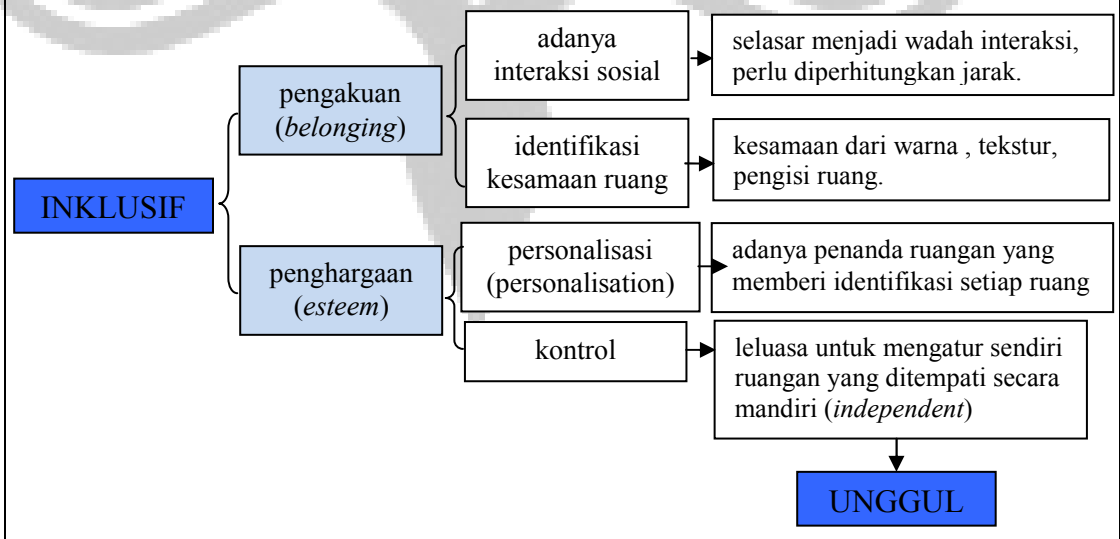 INKLUSIF
pengakuan
(belonging)
adanya
interaksi sosial
selasar menjadi wadah interaksi,
perlu diperhitungkan jarak.
identifikasi
kesamaan ruang
kesamaan dari warna , tekstur,
pengisi ruang.
penghargaan
(esteem)
personalisasi
(personalisation)
adanya penanda ruangan yang
memberi identifikasi setiap ruang
kontrol
leluasa untuk mengatur sendiri
ruangan yang ditempati secara
mandiri (independent)
UNGGUL